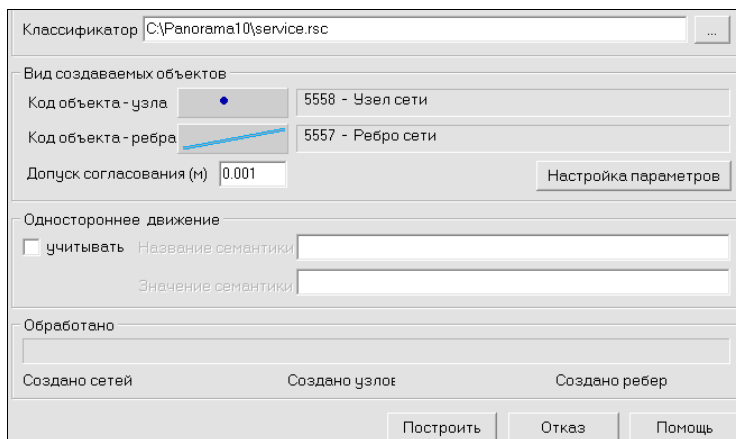 Классификатор C:\Panorama10\service.rsc ...
Вид создаваемых объектов
Код объекта-узла 5558 - Узел сети
Код объекта-ребра 5557 - Ребро сети
Допуск согласования (м) 0.001 Настройка параметров
Одностороннее движение
учитывать Название семантики
Значение семантики
Обработано
Создано сетей Создано узлов Создано ребер
Построить Отказ Помощь